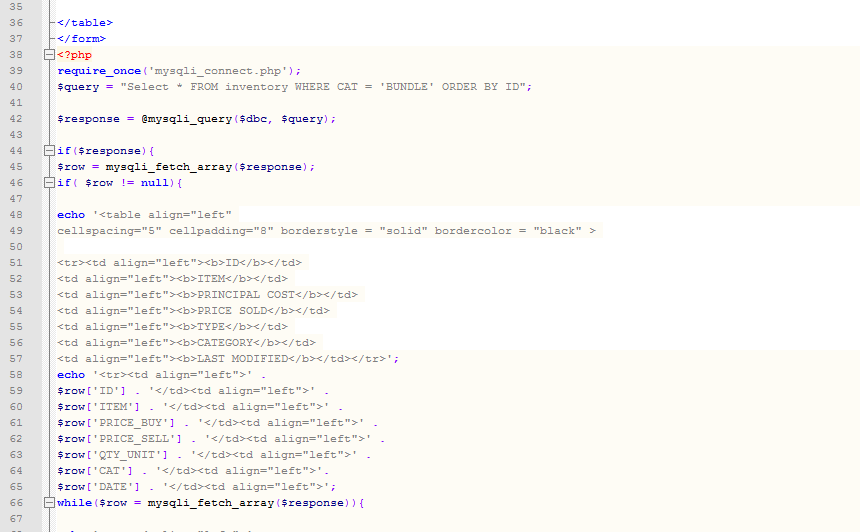 35
36 </table>
37 </form>
38 <?php
39 require_once('mysqli_connect.php');
40 $query = "Select * FROM inventory WHERE CAT = 'BUNDLE' ORDER BY ID";
41
42 $response = @mysqli_query($dbc, $query);
43
44 if($response){
45 $row = mysqli_fetch_array($response);
46 if( $row != null){
47
48 echo '<table align="left"
49 cellspacing="5" cellpadding="8" borderstyle = "solid" bordercolor = "black" >
50
51 <tr><td align="left"><b>ID</b></td>
52 <td align="left"><b>ITEM</b></td>
53 <td align="left"><b>PRINCIPAL COST</b></td>
54 <td align="left"><b>PRICE SOLD</b></td>
55 <td align="left"><b>TYPE</b></td>
56 <td align="left"><b>CATEGORY</b></td>
57 <td align="left"><b>LAST MODIFIED</b></td></tr>';
58 echo '<tr><td align="left">' .
59 $row['ID'] . '</td><td align="left">' .
60 $row['ITEM'] . '</td><td align="left">' .
61 $row['PRICE_BUY'] . '</td><td align="left">' .
62 $row['PRICE_SELL'] . '</td><td align="left">' .
63 $row['QTY_UNIT'] . '</td><td align="left">' .
64 $row['CAT'] . '</td><td align="left">'.
65 $row['DATE'] . '</td><td align="left">';
66 while($row = mysqli_fetch_array($response)){
67